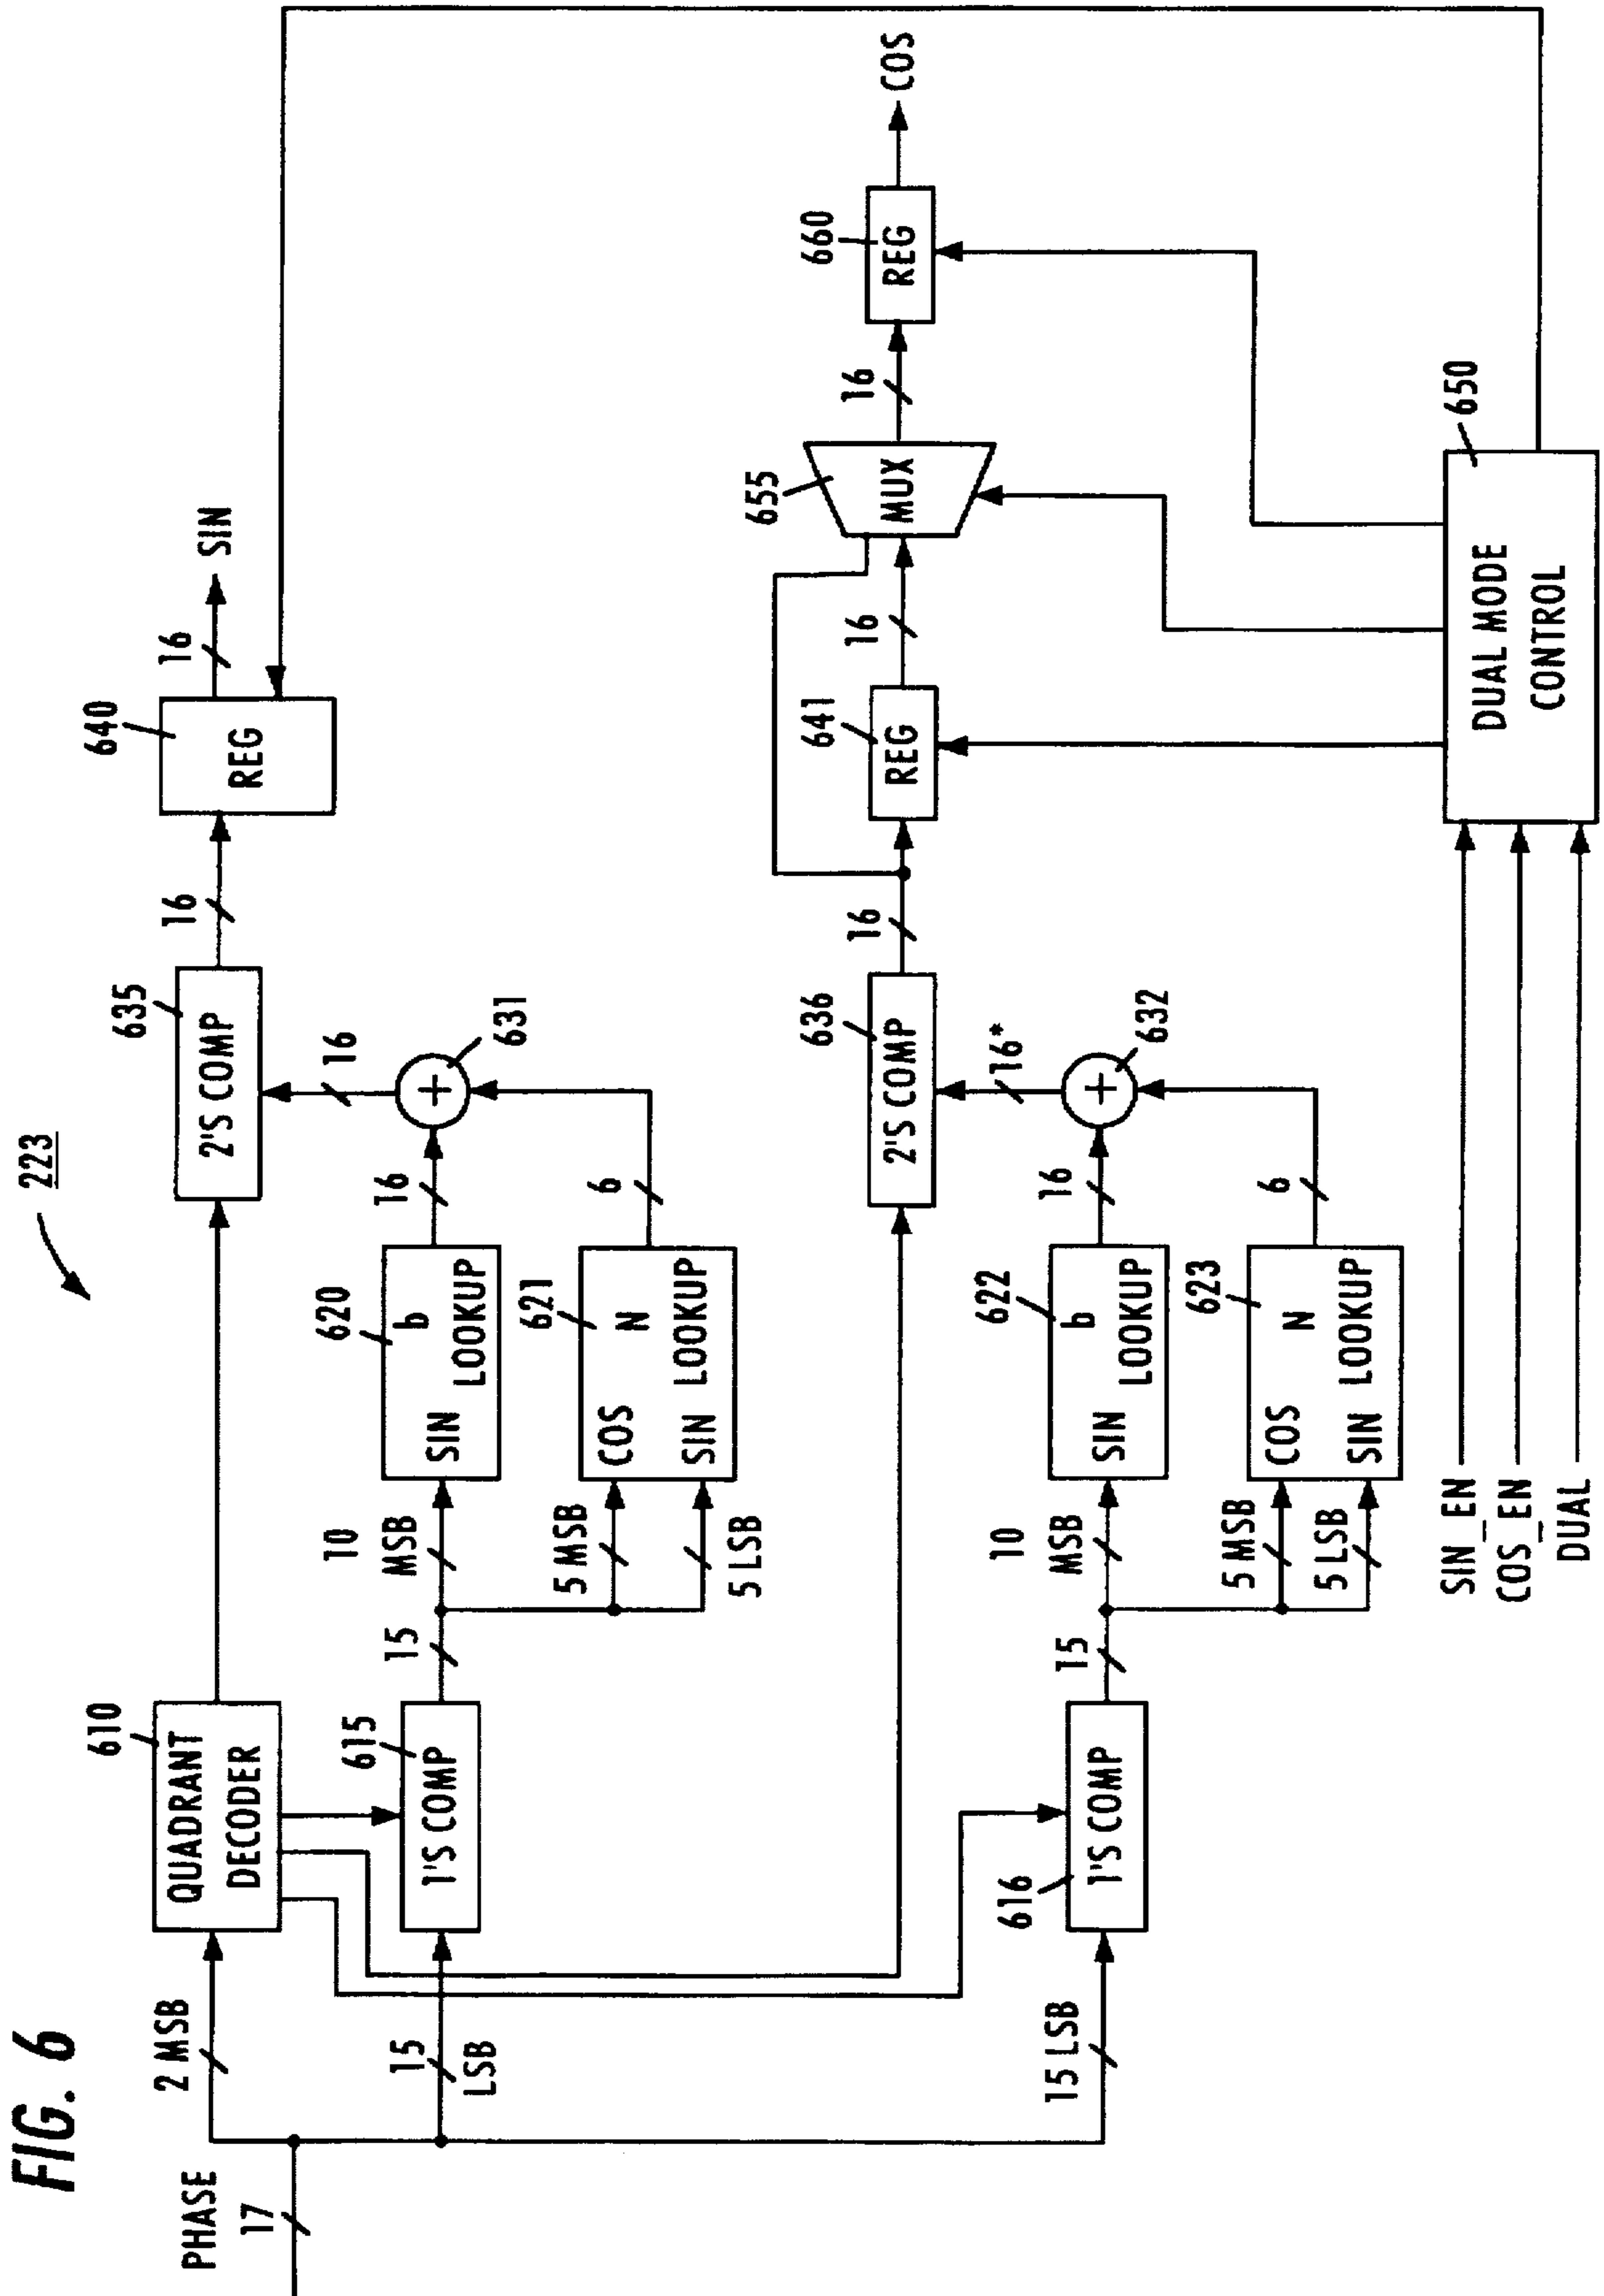 FIG. 6
223
PHASE
17
2 MSB
15
LSB
15 LSB
610
QUADRANT
DECODER
615
1'S COMP
616
1'S COMP
15
10
MSB
5 MSB
5 LSB
15
10
MSB
5 MSB
5 LSB
620
b
SIN LOOKUP
621
COS N
SIN LOOKUP
622
b
SIN LOOKUP
623
COS N
SIN LOOKUP
16
6
16
6
631
632
16
16*
635
2'S COMP
636
2'S COMP
16
16
640
REG
16
SIN
641
REG
16
655
MUX
16
660
REG
COS
SIN_EN
COS_EN
DUAL
650
DUAL MODE
CONTROL